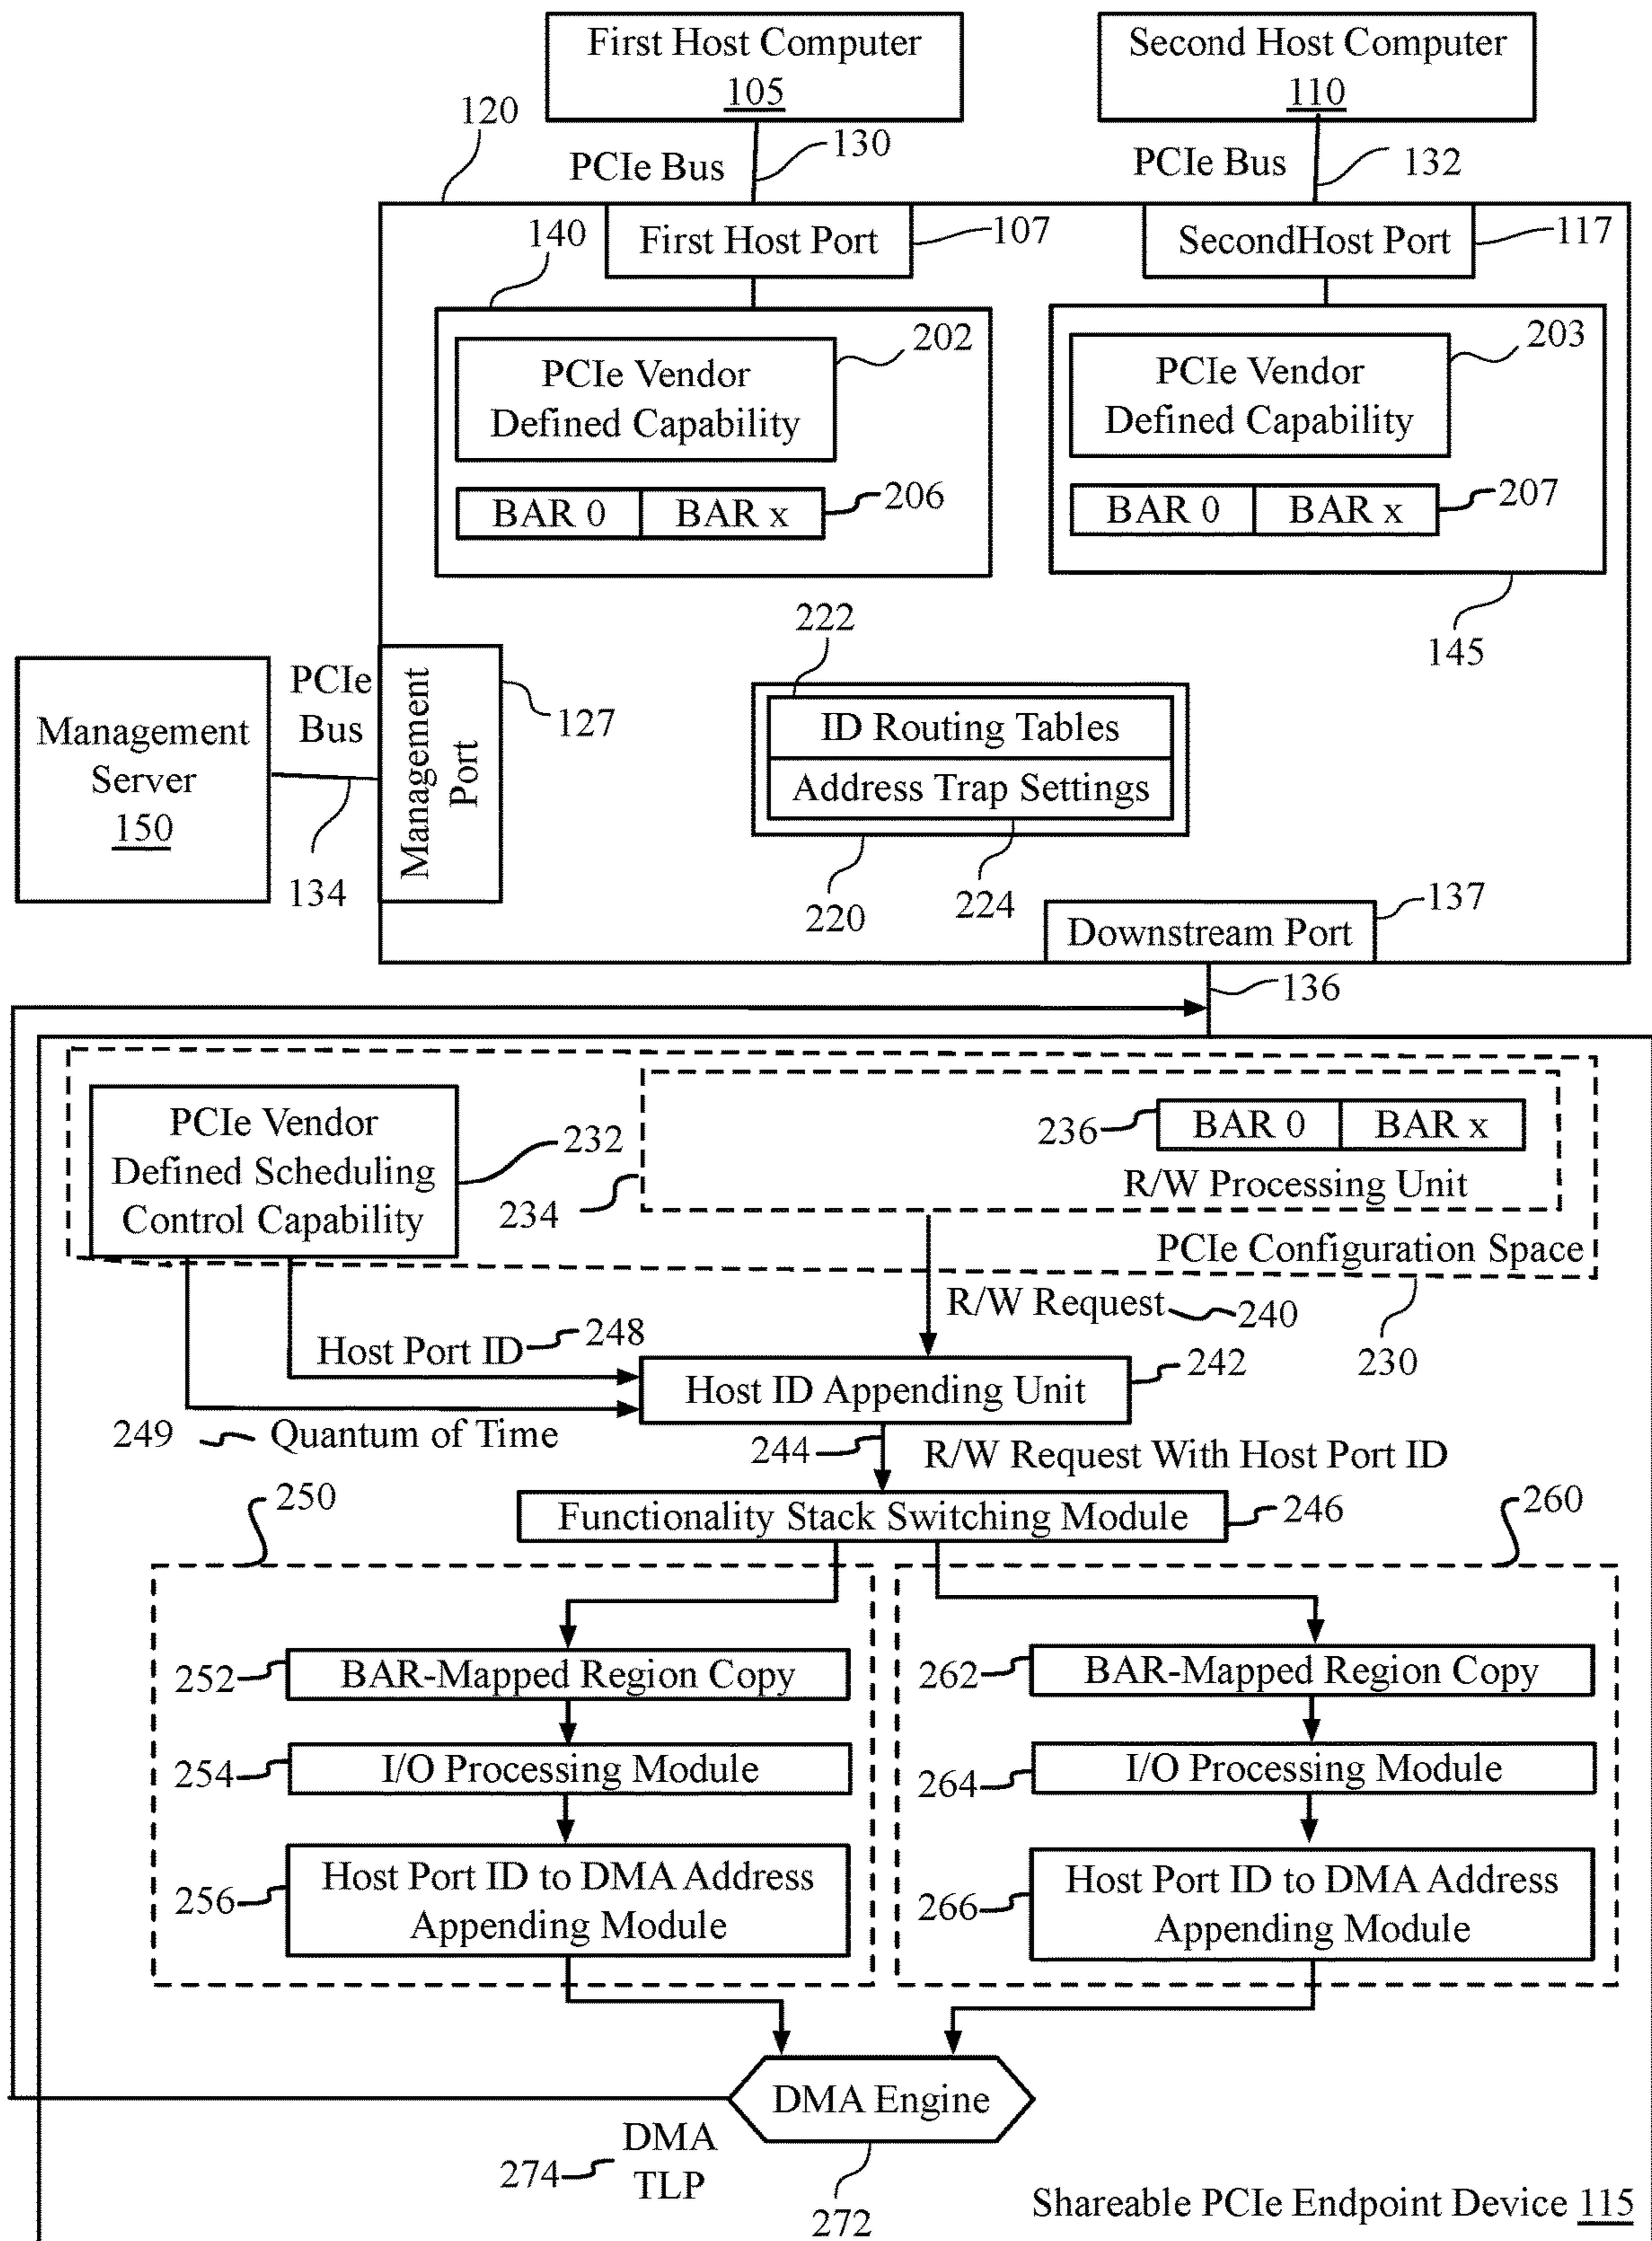 First Host Computer
105
Second Host Computer
110
120
PCIe Bus
130
PCIe Bus
132
140
First Host Port
107
SecondHost Port
117
202
PCIe Vendor
Defined Capability
BAR 0
BAR x
206
203
PCIe Vendor
Defined Capability
BAR 0
BAR x
207
145
222
ID Routing Tables
Address Trap Settings
220
224
Management
Server
150
PCIe
Bus
134
Management
Port
127
Downstream Port
137
136
PCIe Vendor
Defined Scheduling
Control Capability
232
234
236
BAR 0
BAR x
R/W Processing Unit
PCIe Configuration Space
230
R/W Request
240
Host Port ID
248
Host ID Appending Unit
242
249
Quantum of Time
244
R/W Request With Host Port ID
250
Functionality Stack Switching Module
246
260
252
BAR-Mapped Region Copy
262
BAR-Mapped Region Copy
254
I/O Processing Module
264
I/O Processing Module
256
Host Port ID to DMA Address
Appending Module
266
Host Port ID to DMA Address
Appending Module
DMA Engine
DMA
TLP
274
272
Shareable PCIe Endpoint Device 115